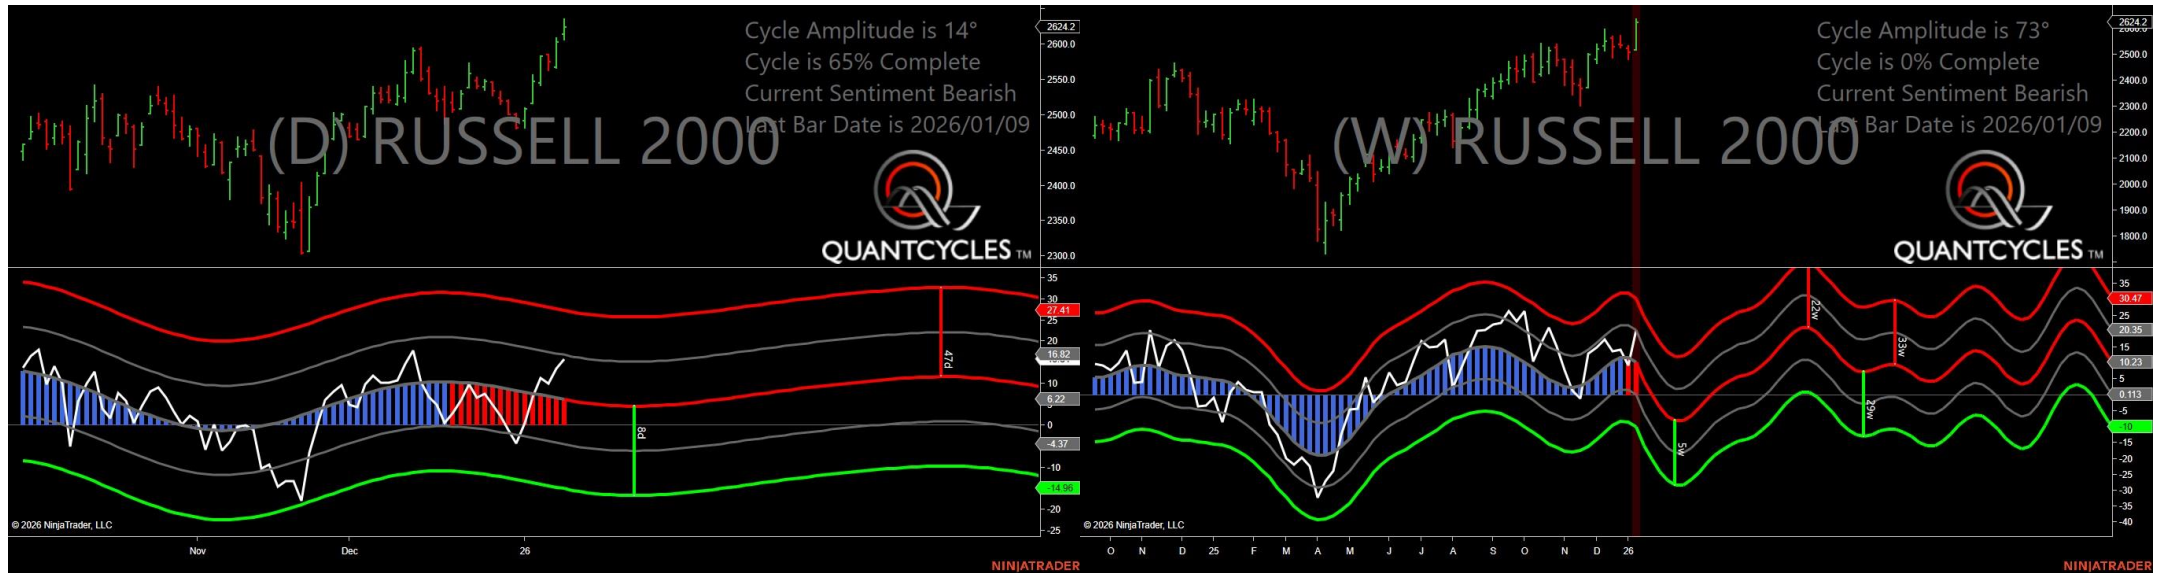 Cycle Amplitude is 14°
Cycle is 65% Complete
Current Sentiment Bearish
Last Bar Date is 2026/01/09
(D) RUSSELL 2000
QUANTCYCLES TM
2624.2
2600.0
2550.0
2500.0
2450.0
2400.0
2350.0
2300.0
35
30
27.41
25
20
16.82
10
6.22
0
-4.37
-10
-14.96
-20
-25
47d
8d
© 2026 NinjaTrader, LLC
Nov
Dec
26
NINJATRADER
Cycle Amplitude is 73°
Cycle is 0% Complete
Current Sentiment Bearish
Last Bar Date is 2026/01/09
(W) RUSSELL 2000
QUANTCYCLES TM
2624.2
2500.0
2400.0
2300.0
2200.0
2100.0
2000.0
1900.0
1800.0
35
30.47
25
20.35
15
10.23
5
0.113
-5
-10
-15
-20
-25
-30
-35
-40
22w
33w
29w
5w
© 2026 NinjaTrader, LLC
O N D 25 F M A M J J A S O N D 26
NINJATRADER